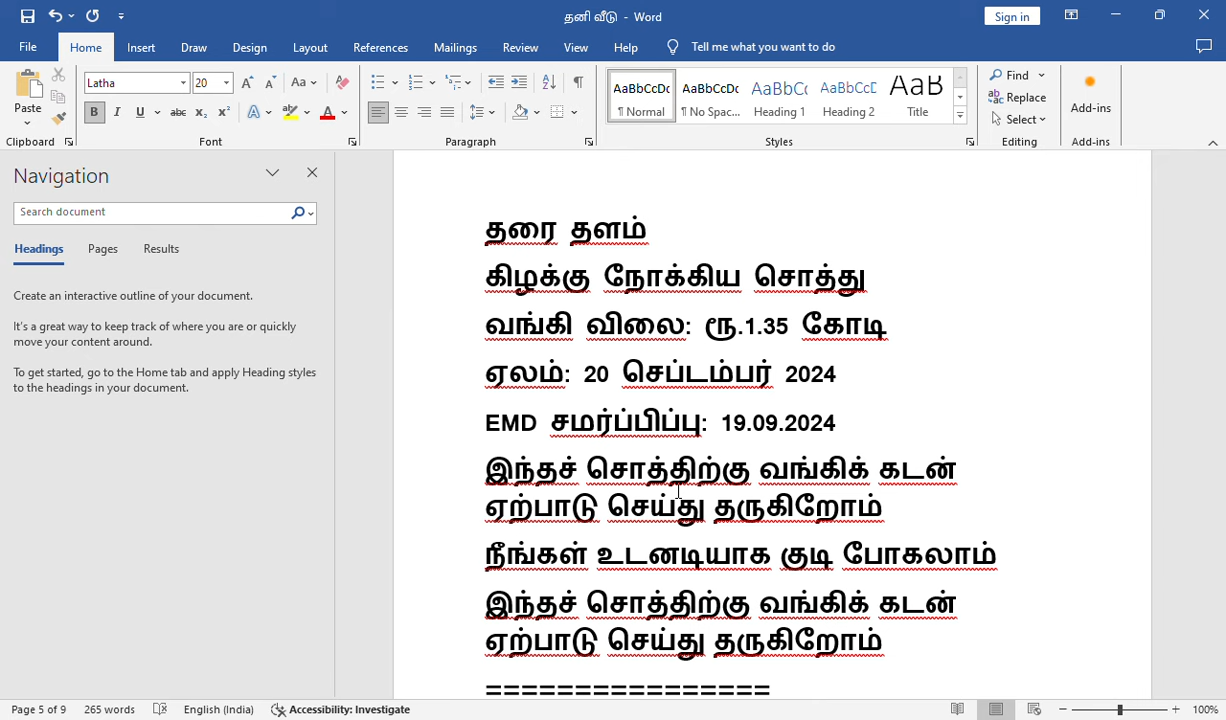 தனி வீடு - Word
Sign in
File Home Insert Draw Design Layout References Mailings Review View Help Tell me what you want to do
Paste
Latha 20
Aa
B I U abc x₂ x² A A
AaBbCcDc AaBbCcDc AaBbCc AaBbCcD AaB
¶ Normal ¶ No Spac... Heading 1 Heading 2 Title
Find
Replace
Select
Add-ins
Clipboard Font Paragraph Styles Editing Add-ins
Navigation
Search document
Headings Pages Results
Create an interactive outline of your document.
It's a great way to keep track of where you are or quickly
move your content around.
To get started, go to the Home tab and apply Heading styles
to the headings in your document.
தரை தளம்
கிழக்கு நோக்கிய சொத்து
வங்கி விலை: ரூ.1.35 கோடி
ஏலம்: 20 செப்டம்பர் 2024
EMD சமர்ப்பிப்பு: 19.09.2024
இந்தச் சொத்திற்கு வங்கிக் கடன்
ஏற்பாடு செய்து தருகிறோம்
நீங்கள் உடனடியாக குடி போகலாம்
இந்தச் சொத்திற்கு வங்கிக் கடன்
ஏற்பாடு செய்து தருகிறோம்
================
Page 5 of 9 265 words English (India) Accessibility: Investigate 100%